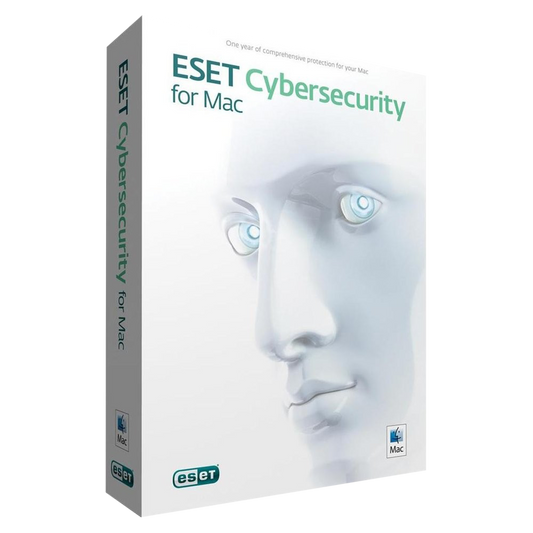 One year of comprehensive protection for your Mac
ESET Cybersecurity
for Mac
ESET Cybersecurity for Mac
Mac
Mac
eset
eset